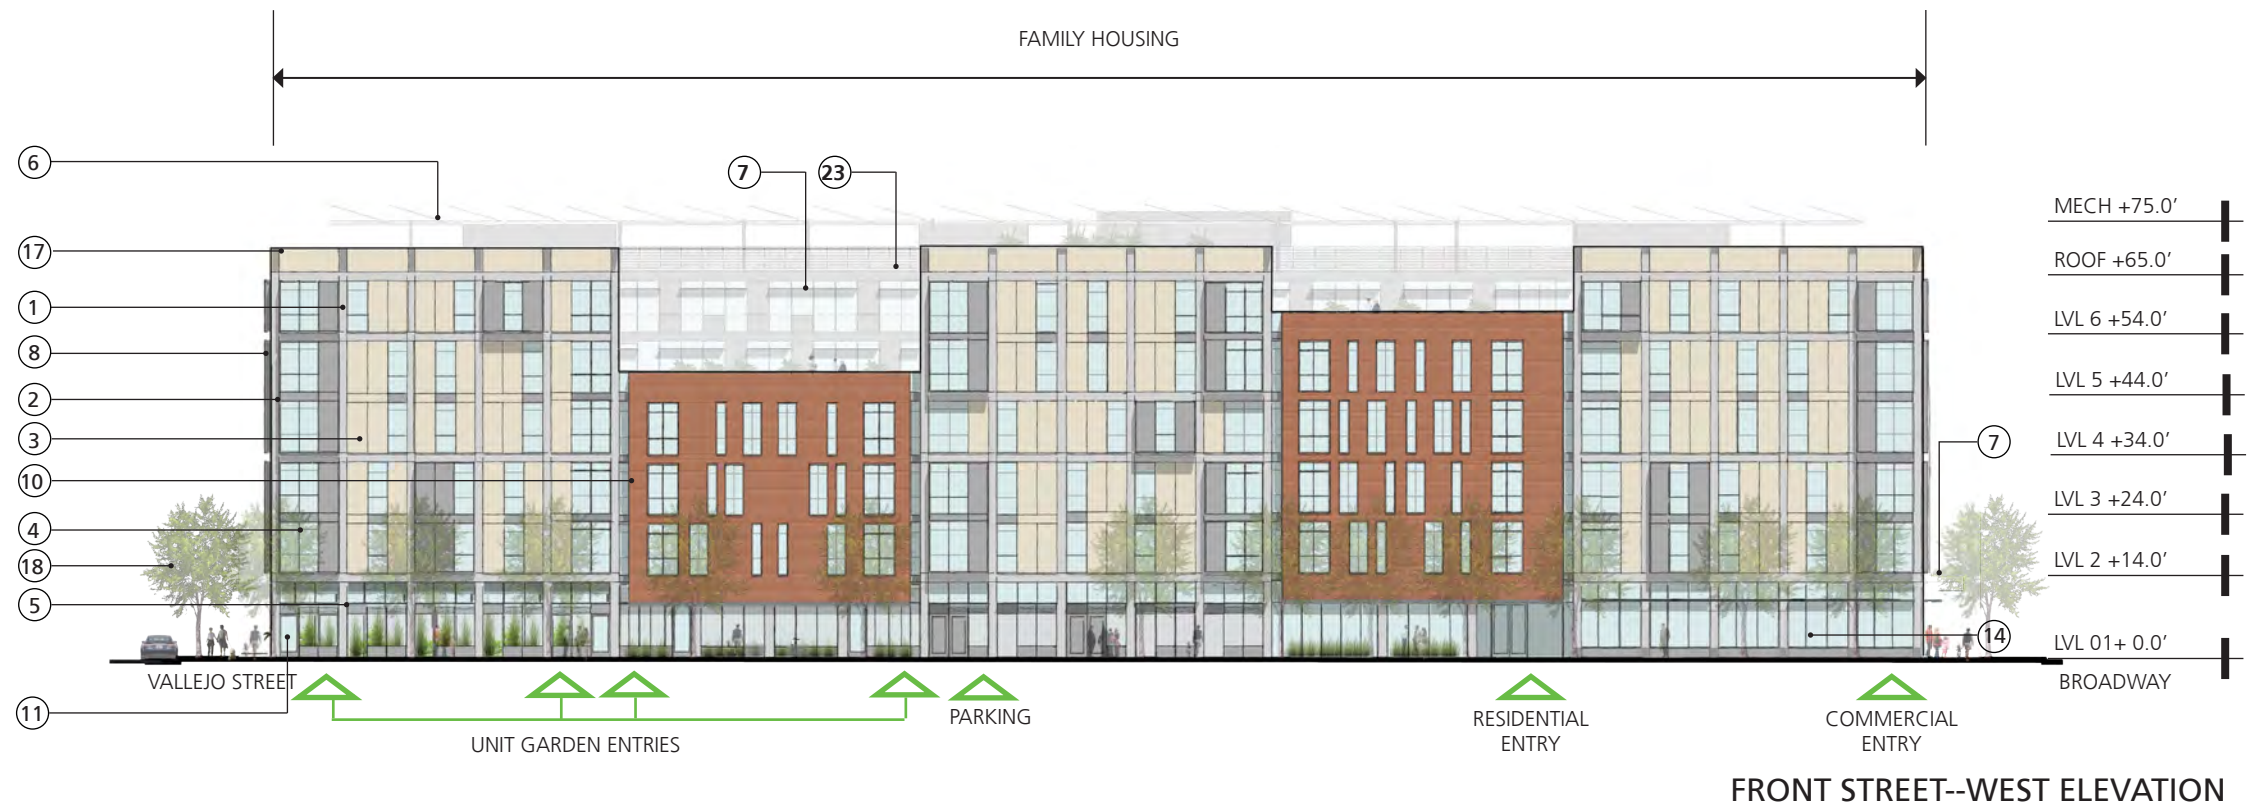 FAMILY HOUSING
6
7
23
17
1
8
2
3
10
4
18
5
11
7
14
MECH +75.0’
ROOF +65.0’
LVL 6 +54.0’
LVL 5 +44.0’
LVL 4 +34.0’
LVL 3 +24.0’
LVL 2 +14.0’
LVL 01+ 0.0’
VALLEJO STREET
BROADWAY
UNIT GARDEN ENTRIES
PARKING
RESIDENTIAL
ENTRY
COMMERCIAL
ENTRY
FRONT STREET--WEST ELEVATION